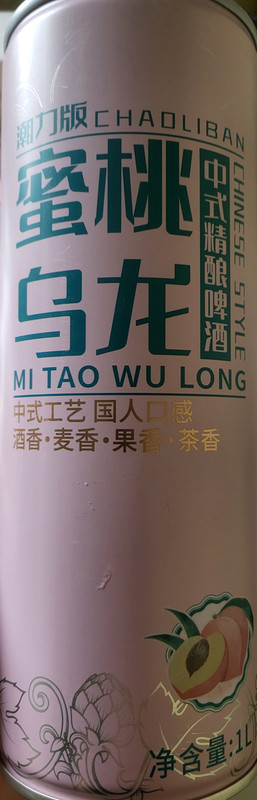 潮力版 CHAOLIBAN
蜜桃
乌龙
中式精酿啤酒
CHINESE STYLE
MI TAO WU LONG
中式工艺 国人口感
酒香·麦香·果香·茶香
净含量:1L